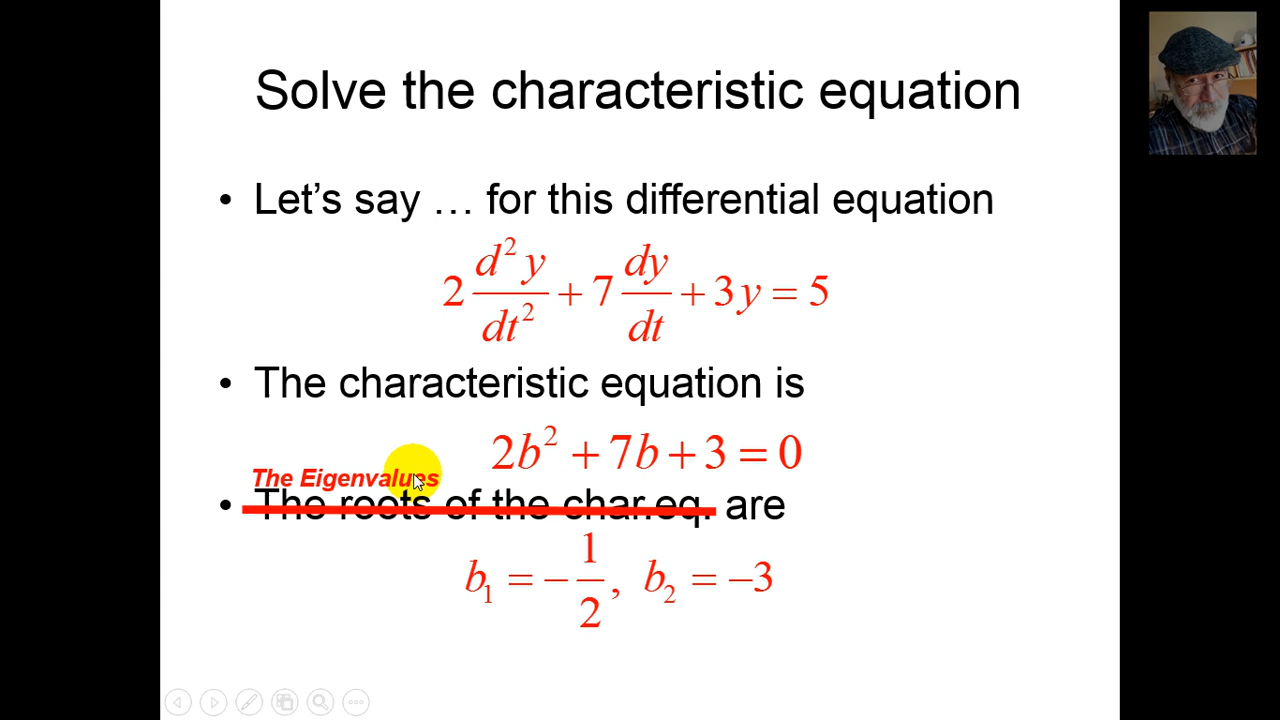 Solve the characteristic equation
• Let's say … for this differential equation
2 d²y/dt² + 7 dy/dt + 3y = 5
• The characteristic equation is
2b² + 7b + 3 = 0
The Eigenvalues
• The roots of the char.eq. are
b₁ = −1/2, b₂ = −3